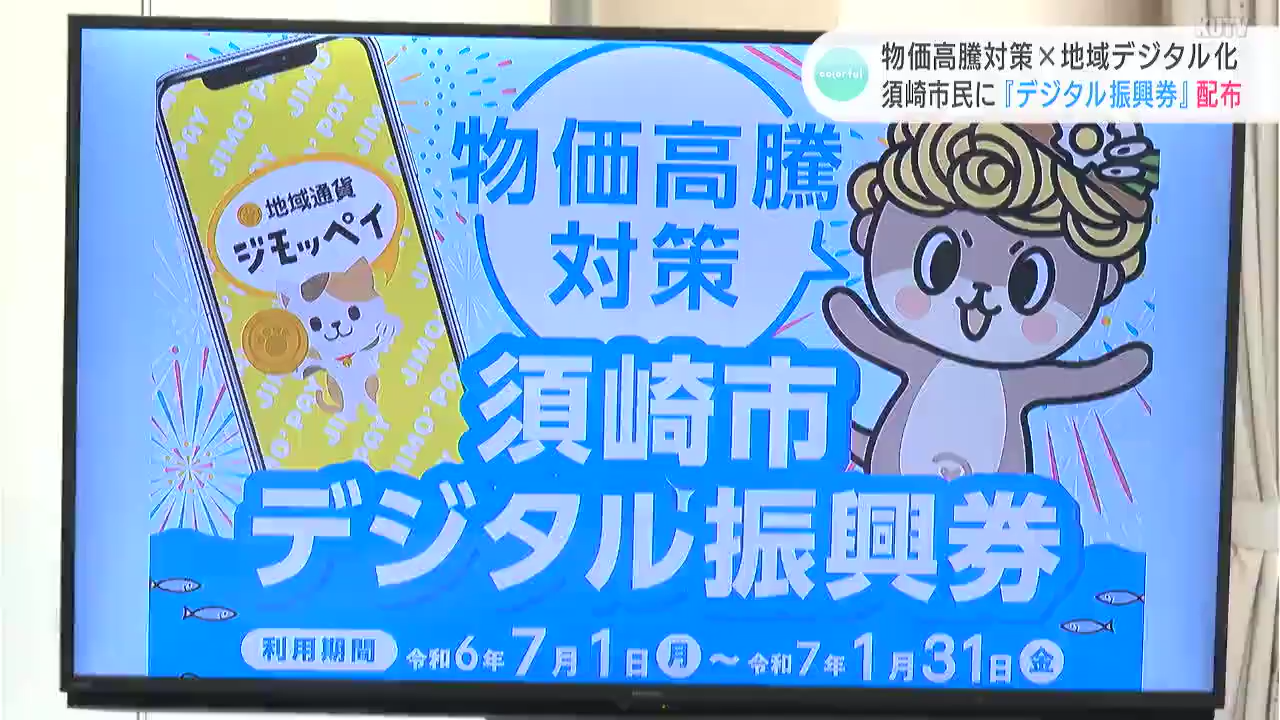 KUTV
colorful
物価高騰対策×地域デジタル化
須崎市民に『デジタル振興券』配布
地域通貨
ジモッペイ
JIMO' PAY
物価高騰
対策
須崎市
デジタル振興券
利用期間 令和6年7月1日月〜令和7年1月31日金